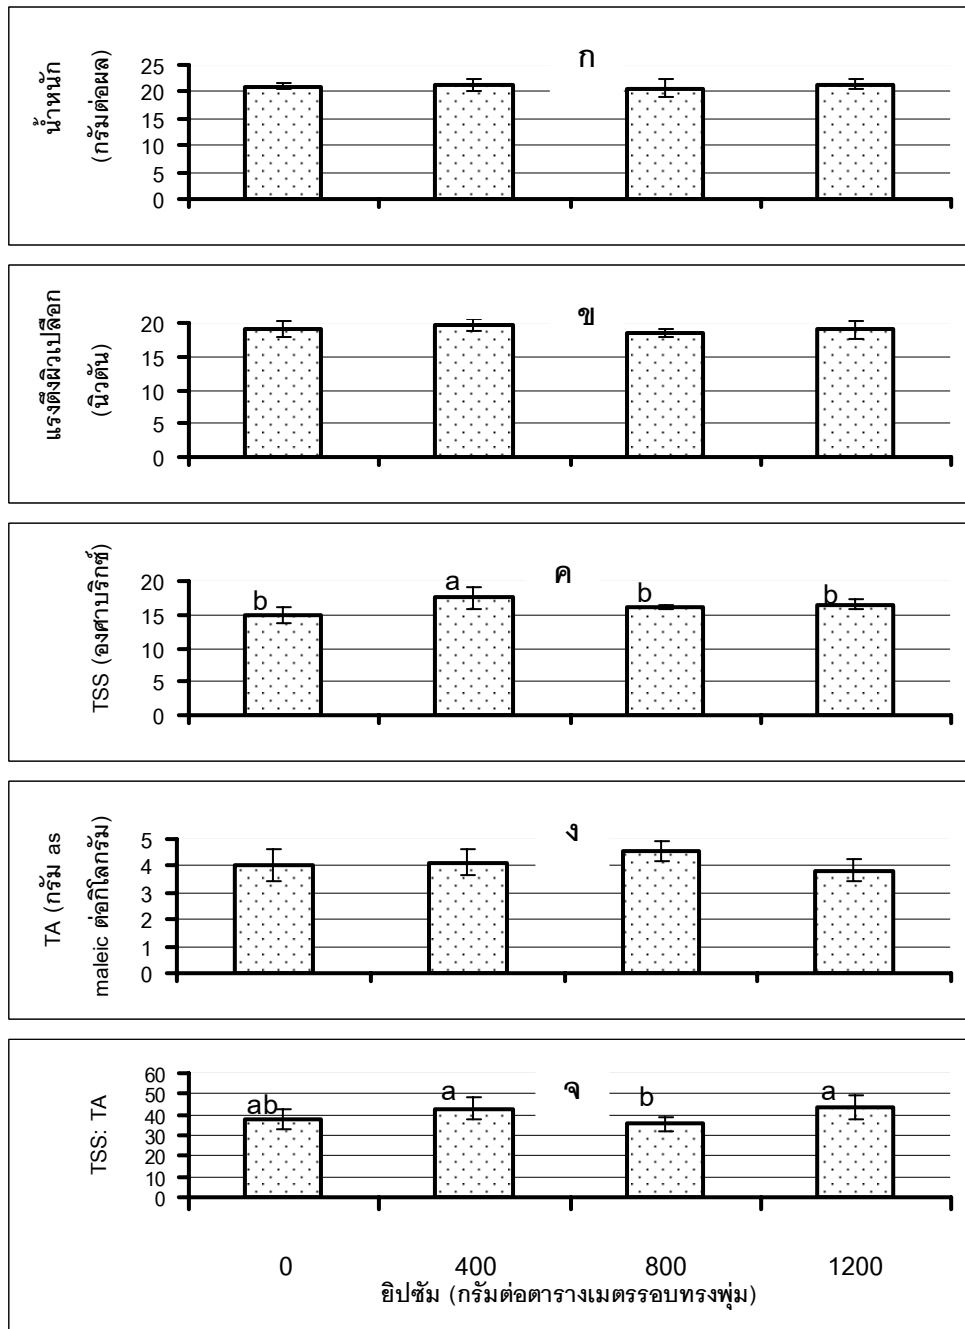 ก
น้ำหนัก
(กรัมต่อผล)
25
20
15
10
5
0
ข
แรงดึงผิวเปลือก
(นิวตัน)
20
15
10
5
0
ค
TSS (องศาบริกซ์)
20
15
10
5
0
b
a
b
b
ง
TA (กรัม as
maleic ต่อกิโลกรัม)
5
4
3
2
1
0
จ
TSS: TA
60
50
40
30
20
10
0
ab
a
b
a
0 400 800 1200
ยิปซัม (กรัมต่อตารางเมตรรอบทรงพุ่ม)